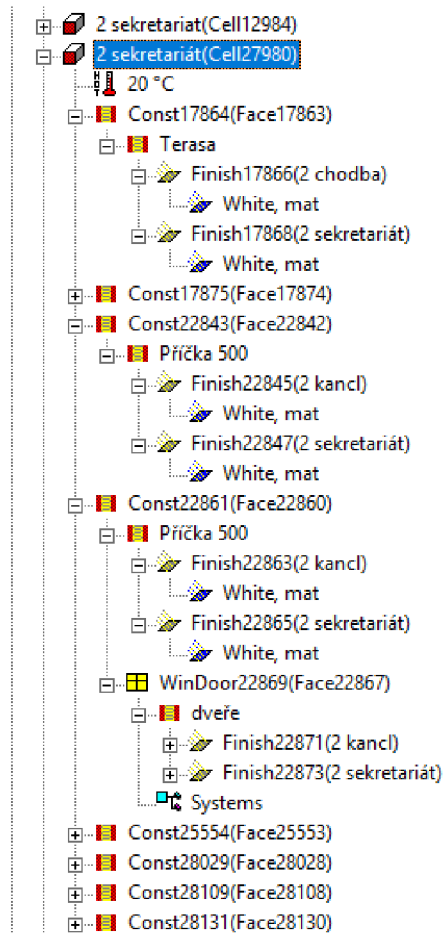 2 sekretariat(Cell12984)
2 sekretariát(Cell27980)
20 °C
Const17864(Face17863)
Terasa
Finish17866(2 chodba)
White, mat
Finish17868(2 sekretariát)
White, mat
Const17875(Face17874)
Const22843(Face22842)
Příčka 500
Finish22845(2 kancl)
White, mat
Finish22847(2 sekretariát)
White, mat
Const22861(Face22860)
Příčka 500
Finish22863(2 kancl)
White, mat
Finish22865(2 sekretariát)
White, mat
WinDoor22869(Face22867)
dveře
Finish22871(2 kancl)
Finish22873(2 sekretariát)
Systems
Const25554(Face25553)
Const28029(Face28028)
Const28109(Face28108)
Const28131(Face28130)